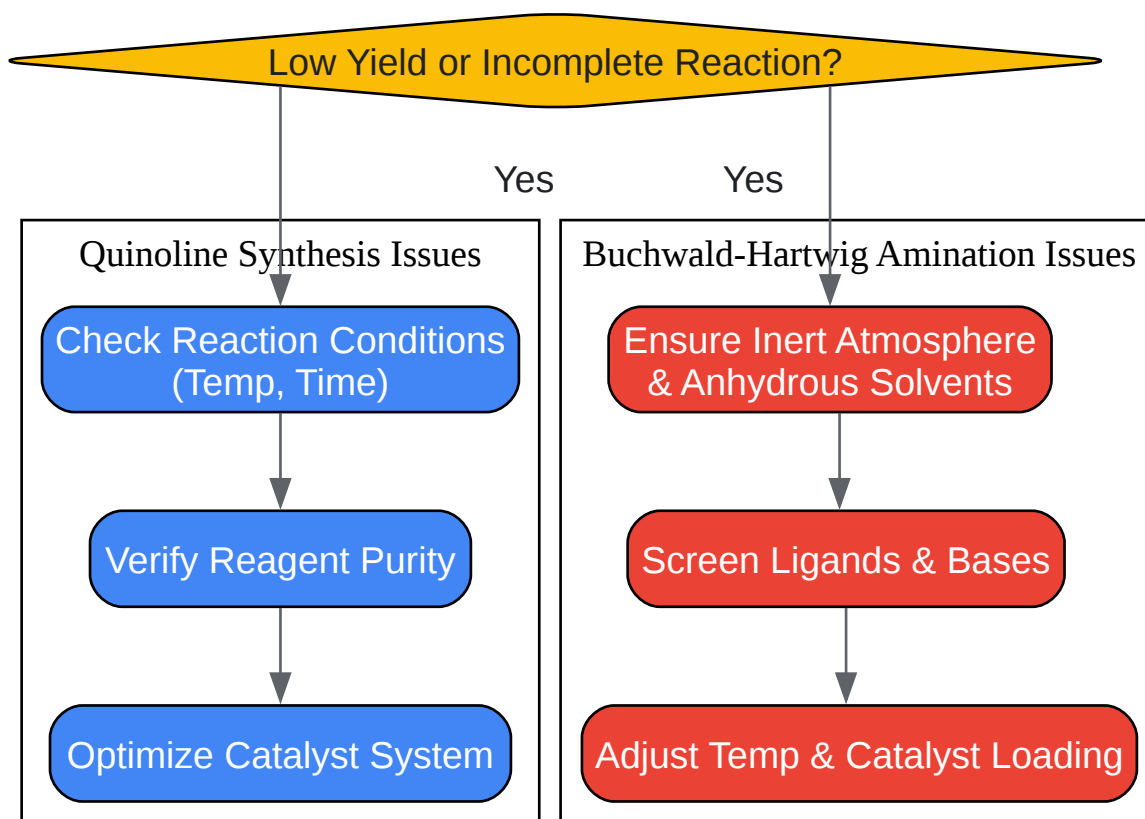 Low Yield or Incomplete Reaction?
Yes
Yes
Quinoline Synthesis Issues
Check Reaction Conditions
(Temp, Time)
Verify Reagent Purity
Optimize Catalyst System
Buchwald-Hartwig Amination Issues
Ensure Inert Atmosphere
& Anhydrous Solvents
Screen Ligands & Bases
Adjust Temp & Catalyst Loading